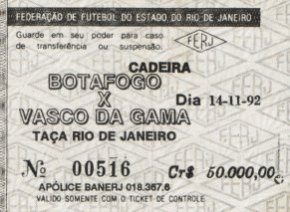 FEDERAÇÃO DE FUTEBOL DO ESTADO DO RIO DE JANEIRO
Guarde em seu poder para caso
de transferência ou suspensão.
FERJ
CADEIRA
BOTAFOGO
X
Dia 14-11-92
VASCO DA GAMA
TAÇA RIO DE JANEIRO
Nº 00516
Cr$ 50.000,00
APÓLICE BANERJ 018.367.6
VALIDO SOMENTE COM O TICKET DE CONTROLE